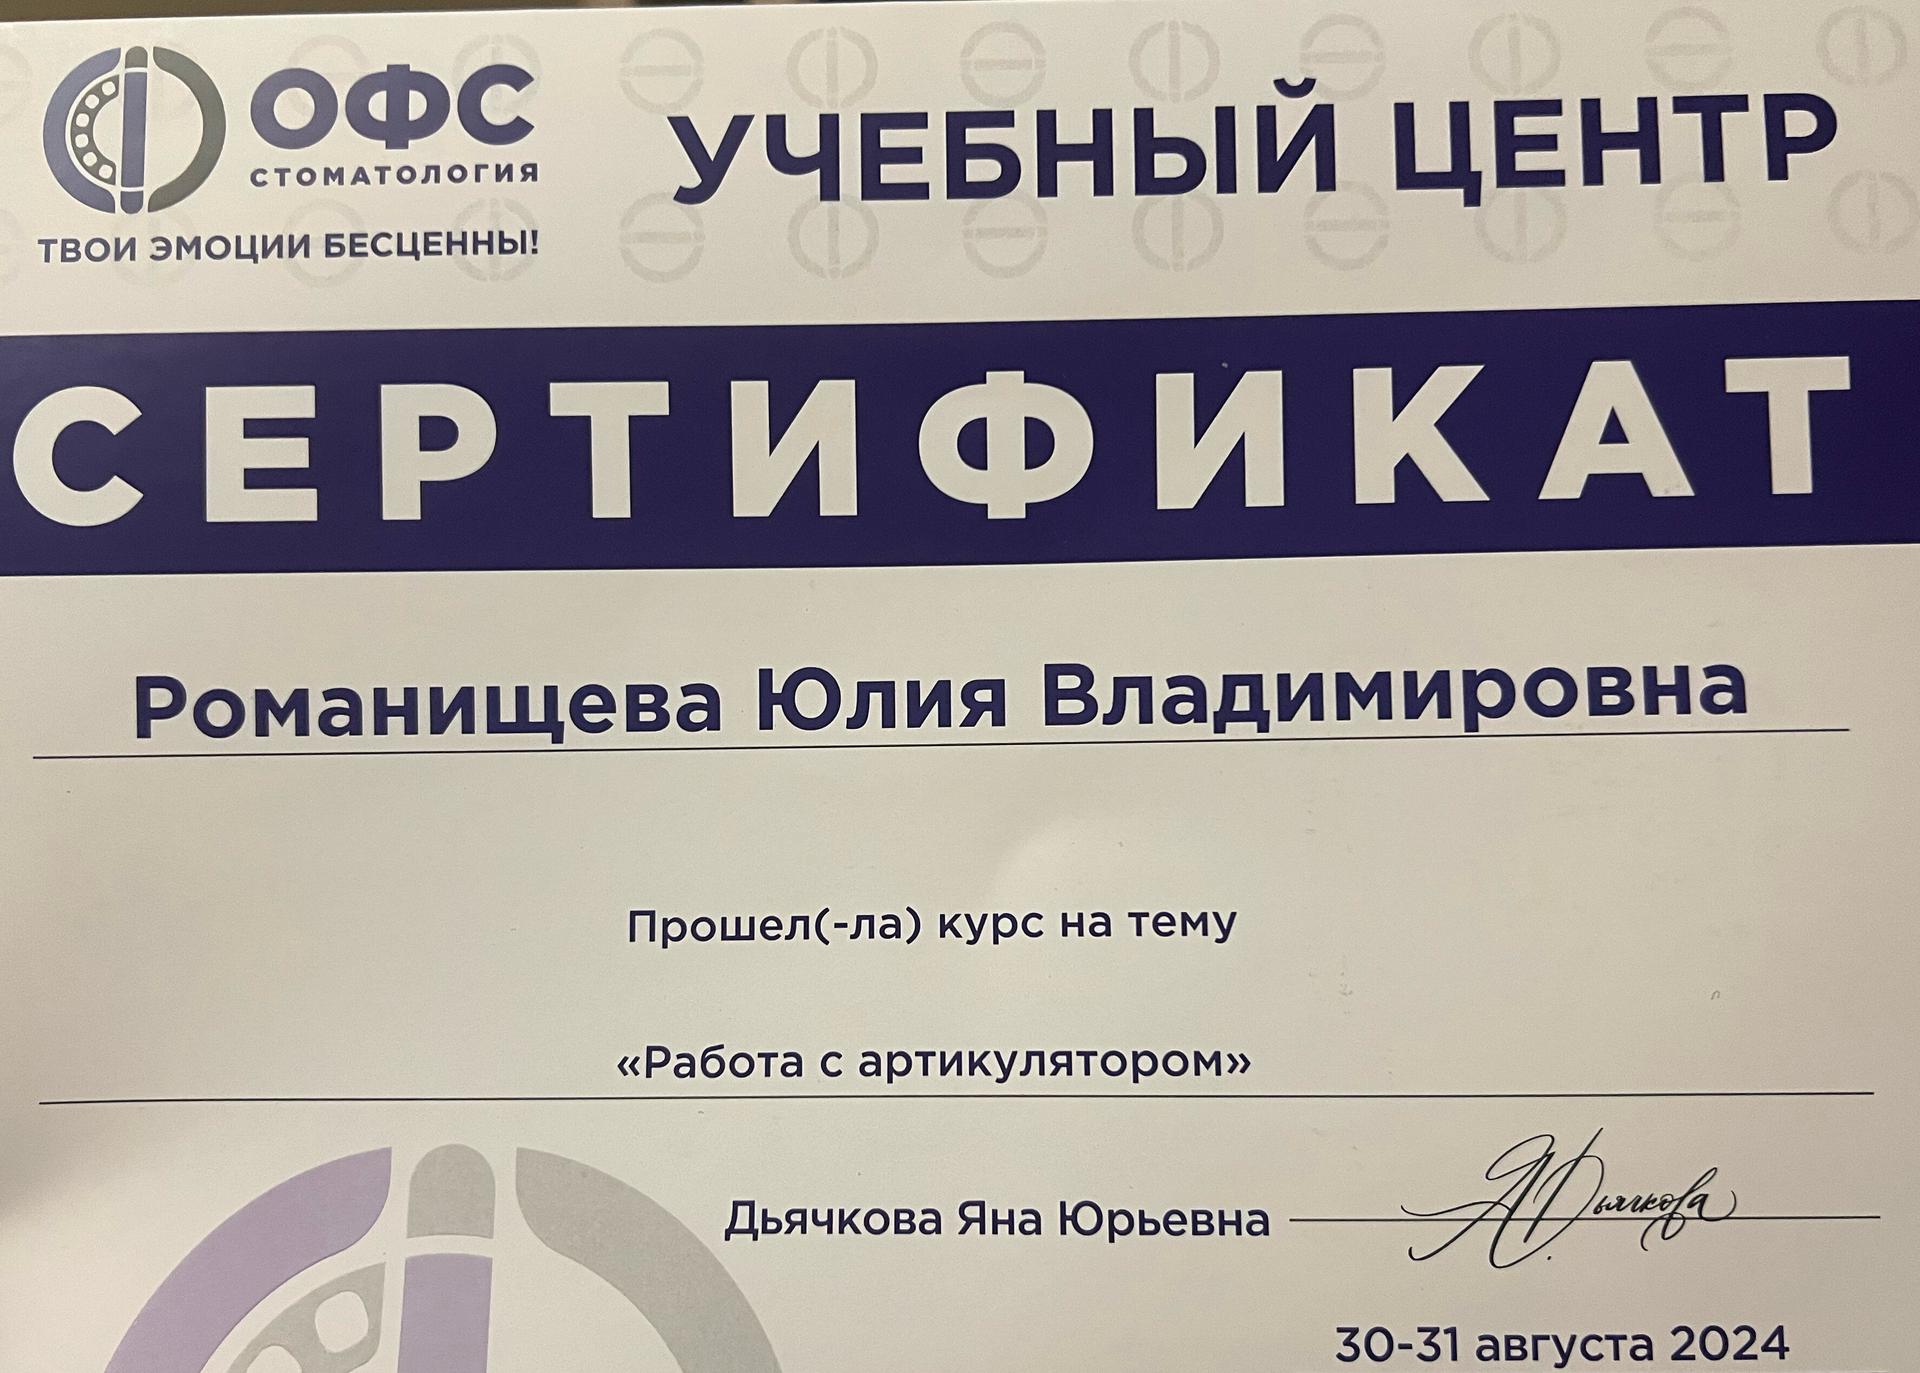 ОФС
СТОМАТОЛОГИЯ
ТВОИ ЭМОЦИИ БЕСЦЕННЫ!
УЧЕБНЫЙ ЦЕНТР
СЕРТИФИКАТ
Романищева Юлия Владимировна
Прошел(-ла) курс на тему
«Работа с артикулятором»
Дьячкова Яна Юрьевна
ЯДьячкова
30-31 августа 2024